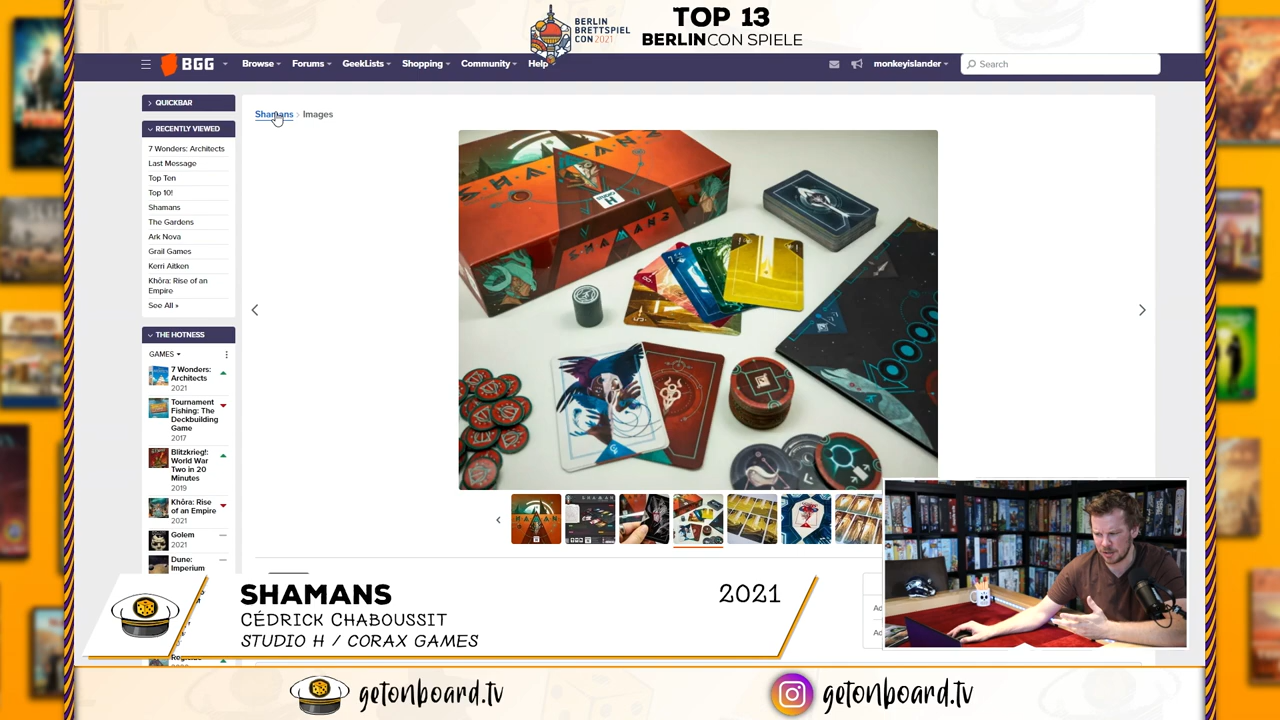 BERLIN
BRETTSPIEL
CON 2021
TOP 13
BERLINCON SPIELE
BGG
Browse
Forums
GeekLists
Shopping
Community
Help
monkeyislander
Search
QUICKBAR
RECENTLY VIEWED
7 Wonders: Architects
Last Message
Top Ten
Top 10!
Shamans
The Gardens
Ark Nova
Grail Games
Kerri Aitken
Khôra: Rise of an
Empire
See All »
THE HOTNESS
GAMES
7 Wonders:
Architects
2021
Tournament
Fishing: The
Deckbuilding
Game
2017
Blitzkrieg!:
World War
Two in 20
Minutes
2019
Khôra: Rise
of an Empire
2021
Golem
2021
Dune:
Imperium
Shamans > Images
SHAMANS
STUDIO
H
SHAMANS
SHAMANS
2021
CÉDRICK CHABOUSSIT
STUDIO H / CORAX GAMES
getonboard.tv
getonboard.tv